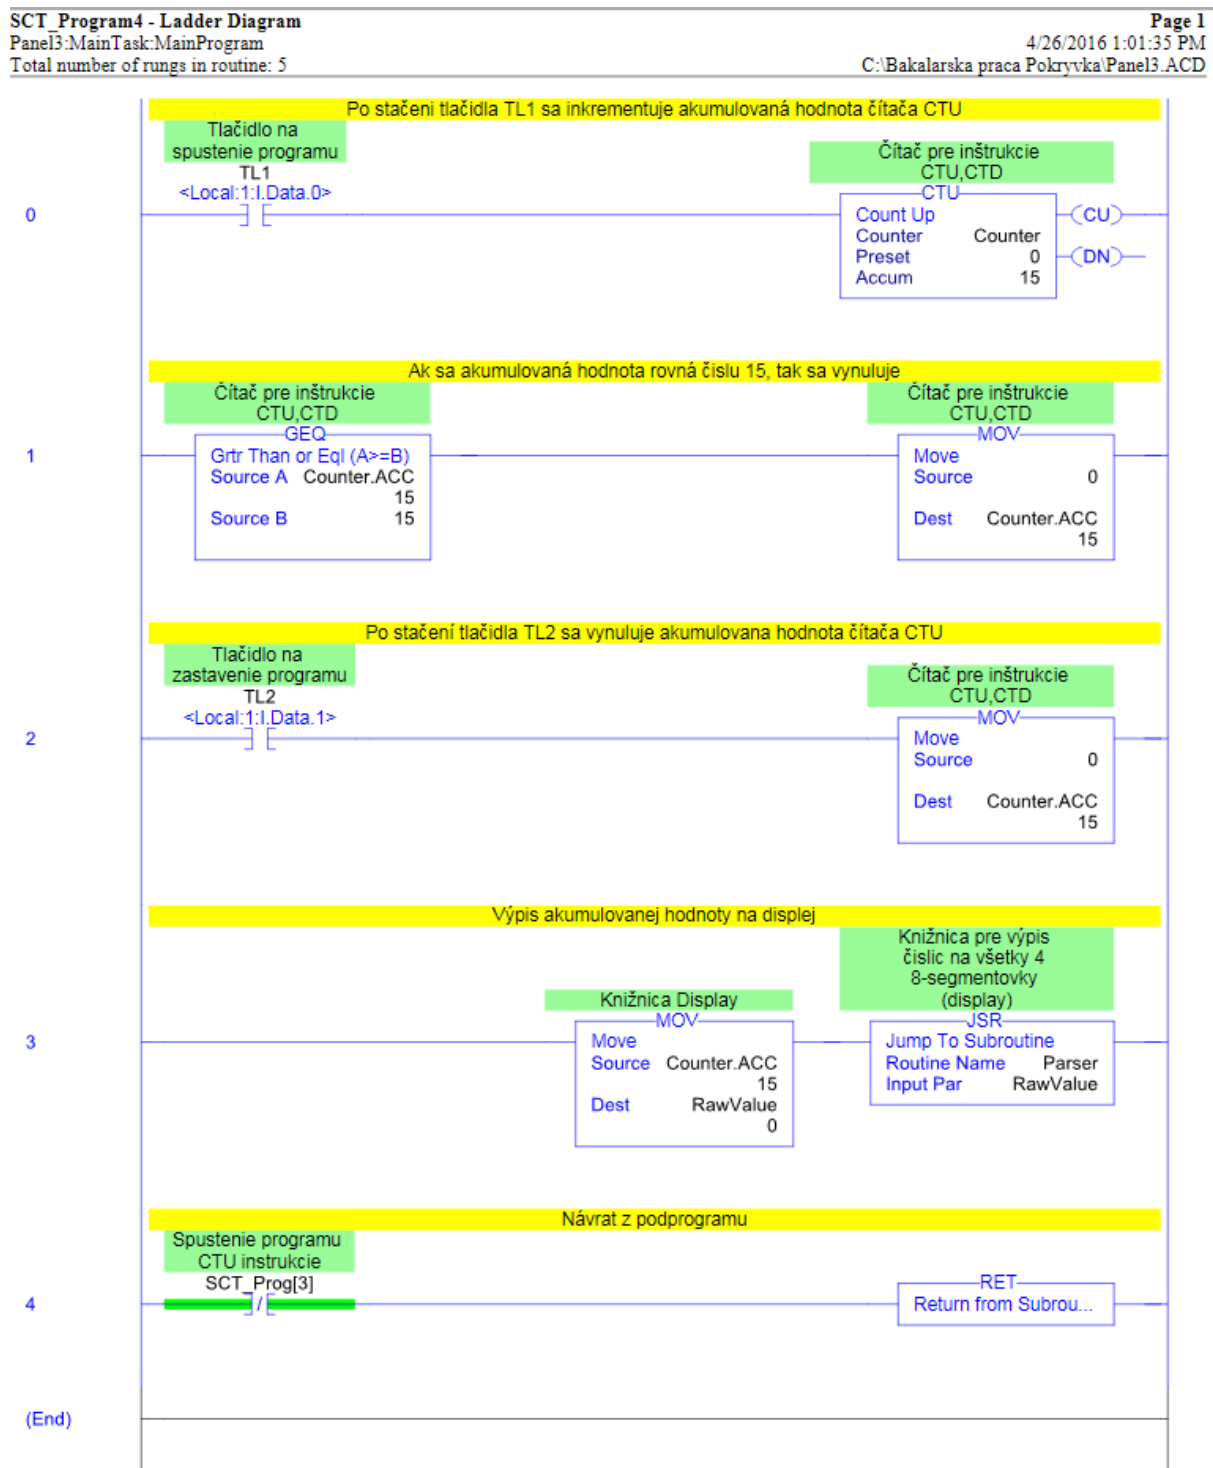 SCT_Program4 - Ladder Diagram
Page 1
Panel3:MainTask:MainProgram
4/26/2016 1:01:35 PM
Total number of rungs in routine: 5
C:\Bakalarska praca Pokryvka\Panel3.ACD
Po stačeni tlačidla TL1 sa inkrementuje akumulovaná hodnota čítača CTU
Tlačidlo na
spustenie programu
TL1
<Local:1:I.Data.0>
Čítač pre inštrukcie
CTU,CTD
CTU
0
Count Up
CU
Counter Counter
Preset 0
DN
Accum 15
Ak sa akumulovaná hodnota rovná čislu 15, tak sa vynuluje
Čítač pre inštrukcie
CTU,CTD
GEQ
Čítač pre inštrukcie
CTU,CTD
MOV
1
Grtr Than or Eql (A>=B)
Source A Counter.ACC
15
Source B 15
Move
Source 0
Dest Counter.ACC
15
Po stačení tlačidla TL2 sa vynuluje akumulovana hodnota čítača CTU
Tlačidlo na
zastavenie programu
TL2
<Local:1:I.Data.1>
Čítač pre inštrukcie
CTU,CTD
MOV
2
Move
Source 0
Dest Counter.ACC
15
Výpis akumulovanej hodnoty na displej
Knižnica pre výpis
čislic na všetky 4
8-segmentovky
(display)
Knižnica Display
MOV
JSR
3
Move
Source Counter.ACC
15
Dest RawValue
0
Jump To Subroutine
Routine Name Parser
Input Par RawValue
Návrat z podprogramu
Spustenie programu
CTU instrukcie
SCT_Prog[3]
RET
4
Return from Subrou...
(End)